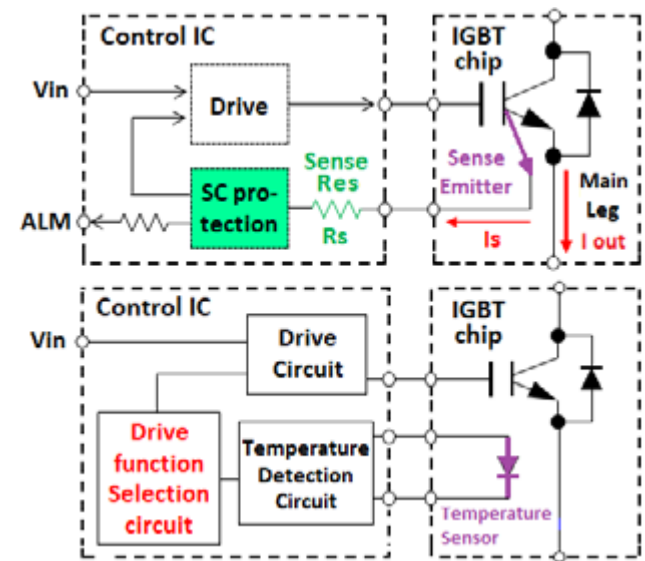 Control IC
IGBT
chip
Vin
Drive
Sense
Res
Sense
Emitter
SC pro-
tection
Main
Leg
I out
ALM
Rs
Is
Control IC
IGBT
chip
Vin
Drive
Circuit
Drive
function
Selection
circuit
Temperature
Detection
Circuit
Temperature
Sensor